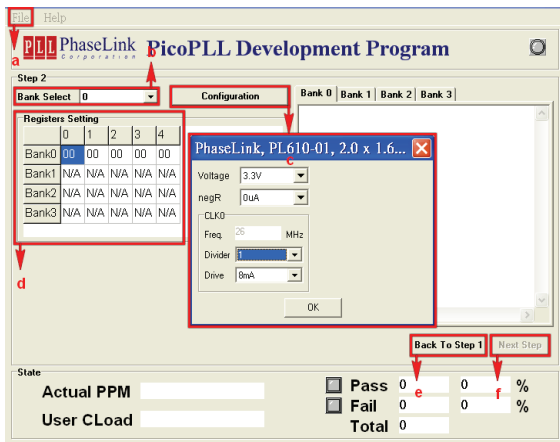 File Help
PLL PhaseLink Corporation PicoPLL Development Program
a
b
Step 2
Bank Select 0
Configuration
Bank 0 Bank 1 Bank 2 Bank 3
Registers Setting
0 1 2 3 4
Bank0 00 00 00 00 00
Bank1 N/A N/A N/A N/A N/A
Bank2 N/A N/A N/A N/A N/A
Bank3 N/A N/A N/A N/A N/A
d
PhaseLink, PL610-01, 2.0 x 1.6...
c
Voltage 3.3V
negR 0uA
CLK0
Freq. 26 MHz
Divider 1
Drive 8mA
OK
Back To Step 1 Next Step
e f
State
Actual PPM
User CLoad
Pass 0 0 %
Fail 0 0 %
Total 0